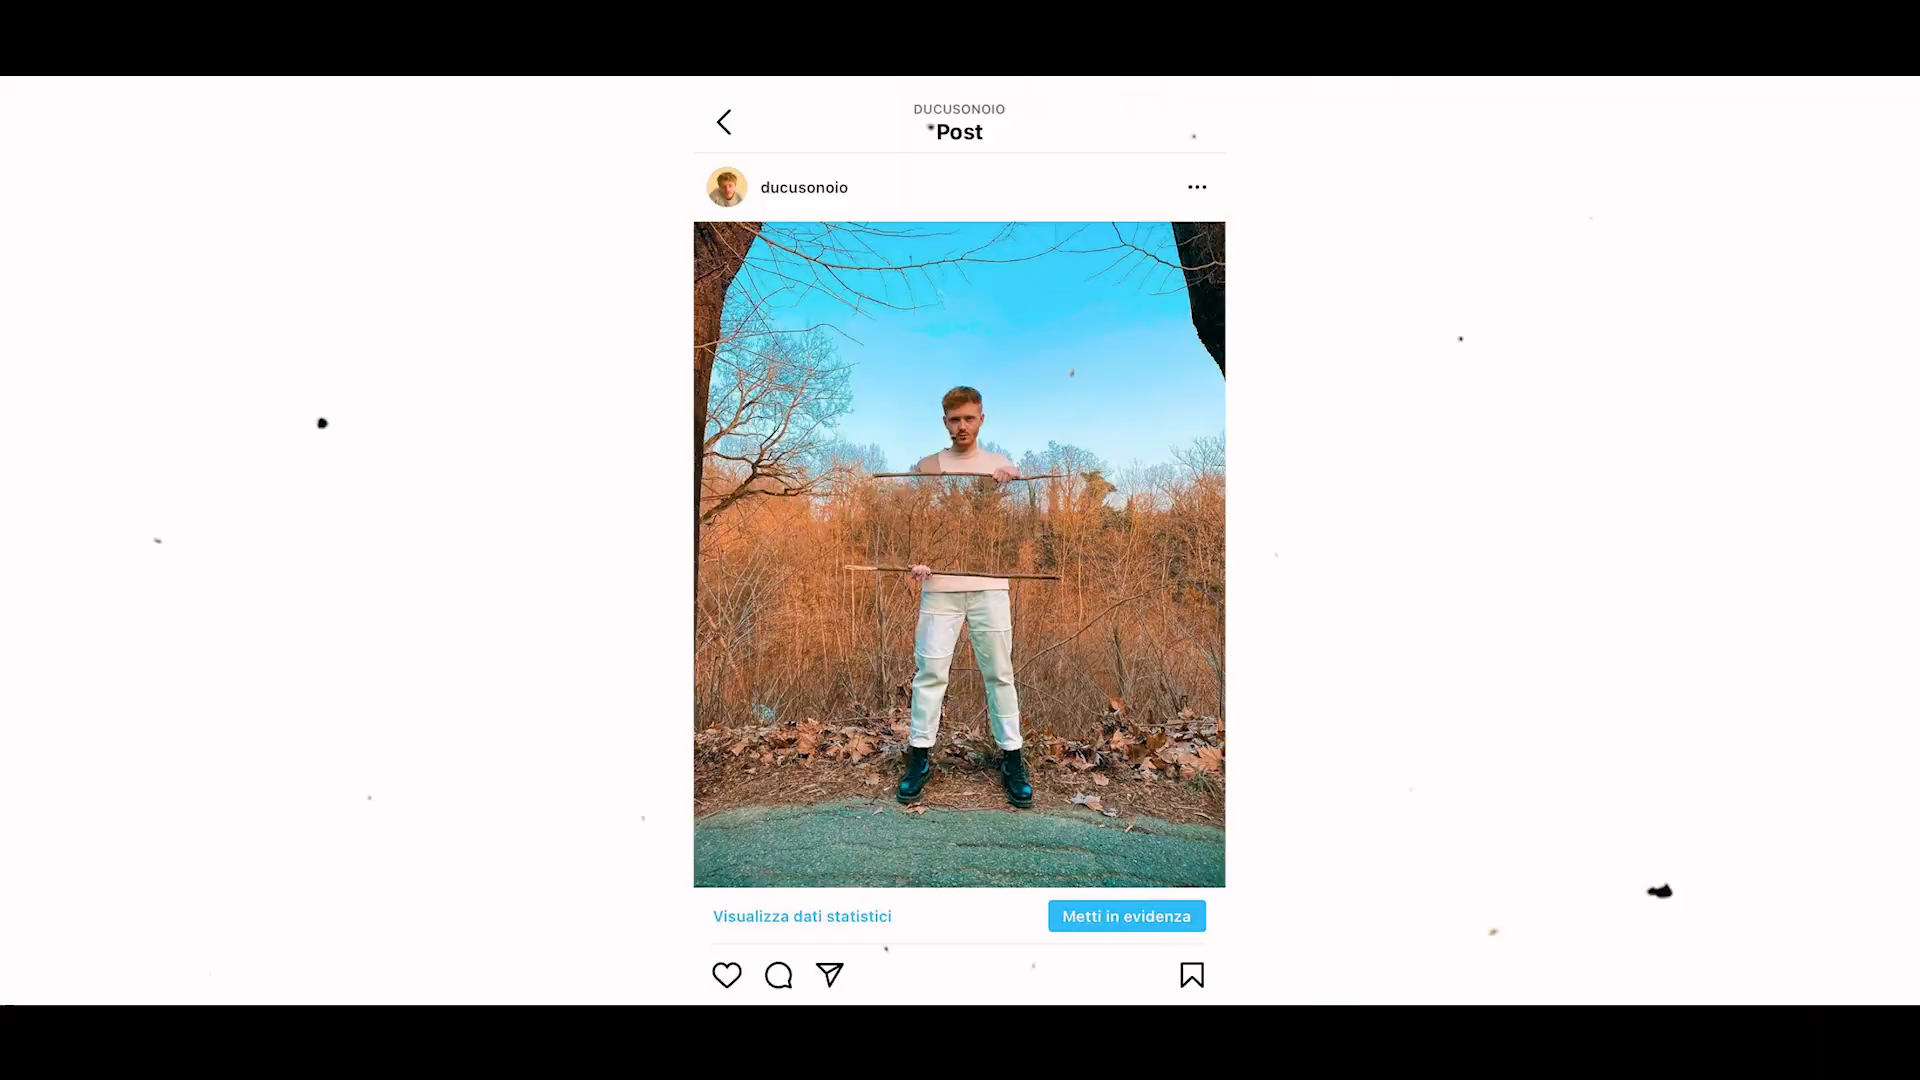 DUCUSONOIO
Post
ducusonoio
Visualizza dati statistici
Metti in evidenza